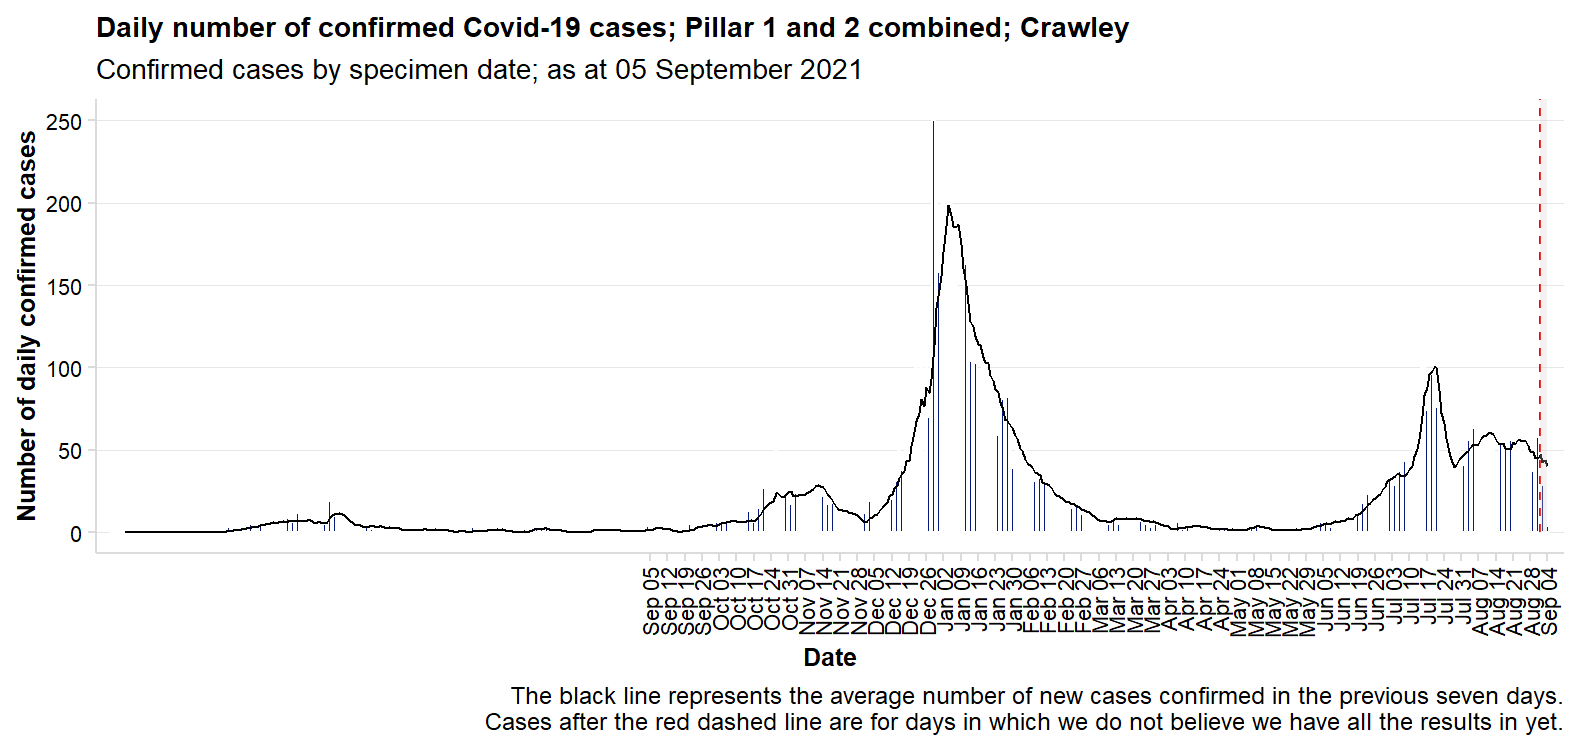 Daily number of confirmed Covid-19 cases; Pillar 1 and 2 combined; Crawley
Confirmed cases by specimen date; as at 05 September 2021
Number of daily confirmed cases
250
200
150
100
50
0
Sep 05
Sep 12
Sep 19
Sep 26
Oct 03
Oct 10
Oct 17
Oct 24
Oct 31
Nov 07
Nov 14
Nov 21
Nov 28
Dec 05
Dec 12
Dec 19
Dec 26
Jan 02
Jan 09
Jan 16
Jan 23
Jan 30
Feb 06
Feb 13
Feb 20
Feb 27
Mar 06
Mar 13
Mar 20
Mar 27
Apr 03
Apr 10
Apr 17
Apr 24
May 01
May 08
May 15
May 22
May 29
Jun 05
Jun 12
Jun 19
Jun 26
Jul 03
Jul 10
Jul 17
Jul 24
Jul 31
Aug 07
Aug 14
Aug 21
Aug 28
Sep 04
Date
The black line represents the average number of new cases confirmed in the previous seven days.
Cases after the red dashed line are for days in which we do not believe we have all the results in yet.